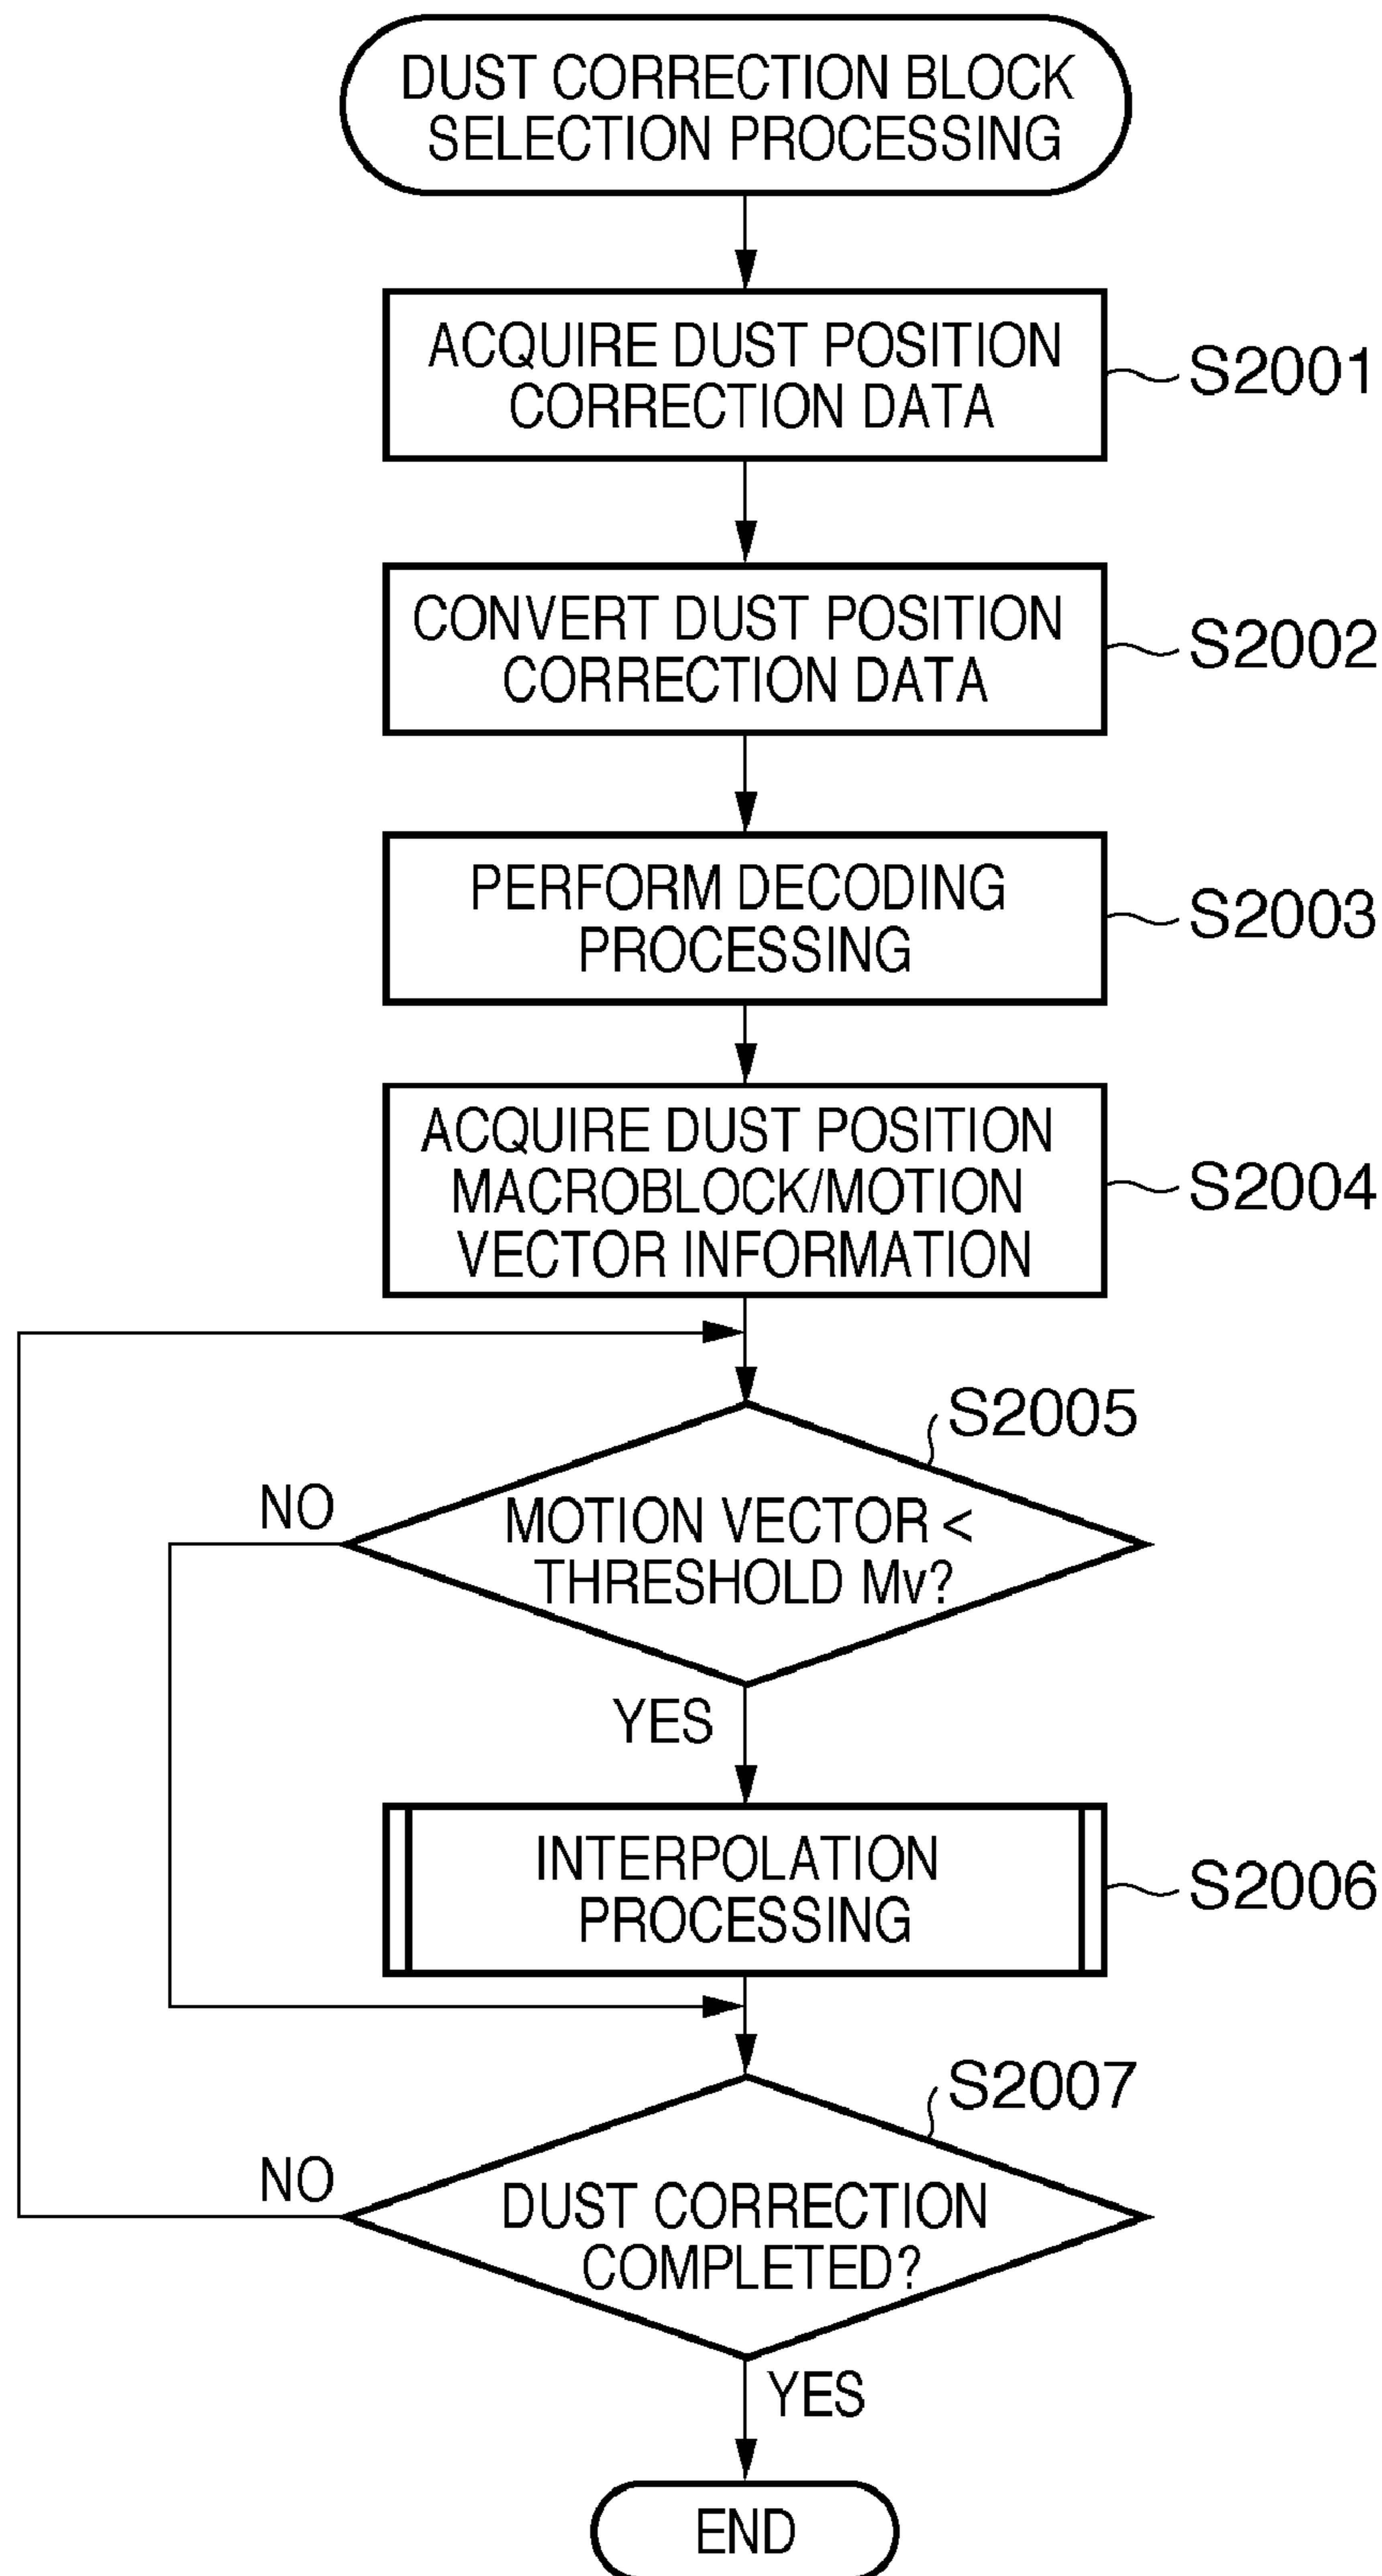 DUST CORRECTION BLOCK
SELECTION PROCESSING
ACQUIRE DUST POSITION
CORRECTION DATA
S2001
CONVERT DUST POSITION
CORRECTION DATA
S2002
PERFORM DECODING
PROCESSING
S2003
ACQUIRE DUST POSITION
MACROBLOCK/MOTION
VECTOR INFORMATION
S2004
S2005
NO
MOTION VECTOR <
THRESHOLD Mv?
YES
INTERPOLATION
PROCESSING
S2006
S2007
NO
DUST CORRECTION
COMPLETED?
YES
END